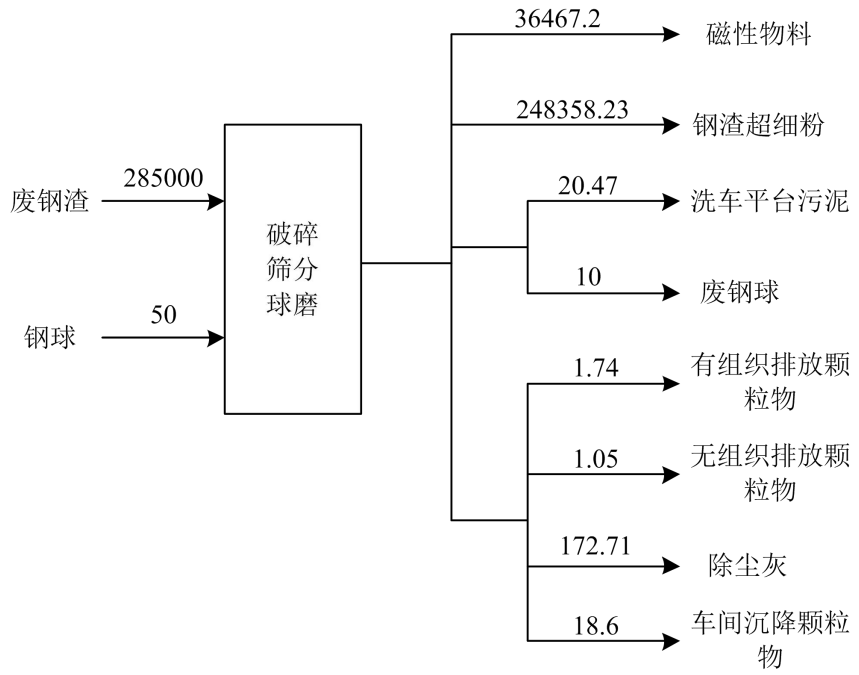 废钢渣
285000
钢球
50
破碎
筛分
球磨
36467.2
磁性物料
248358.23
钢渣超细粉
20.47
洗车平台污泥
10
废钢球
1.74
有组织排放颗
粒物
1.05
无组织排放颗
粒物
172.71
除尘灰
18.6
车间沉降颗粒
物